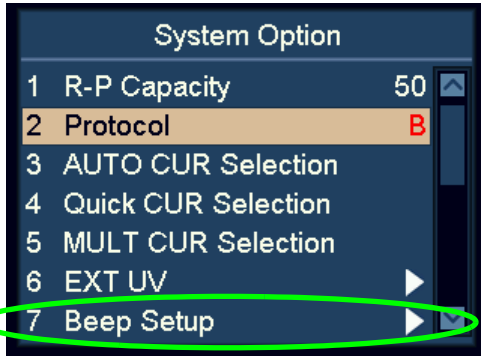 System Option
1 R-P Capacity 50
2 Protocol B
3 AUTO CUR Selection
4 Quick CUR Selection
5 MULT CUR Selection
6 EXT UV
7 Beep Setup